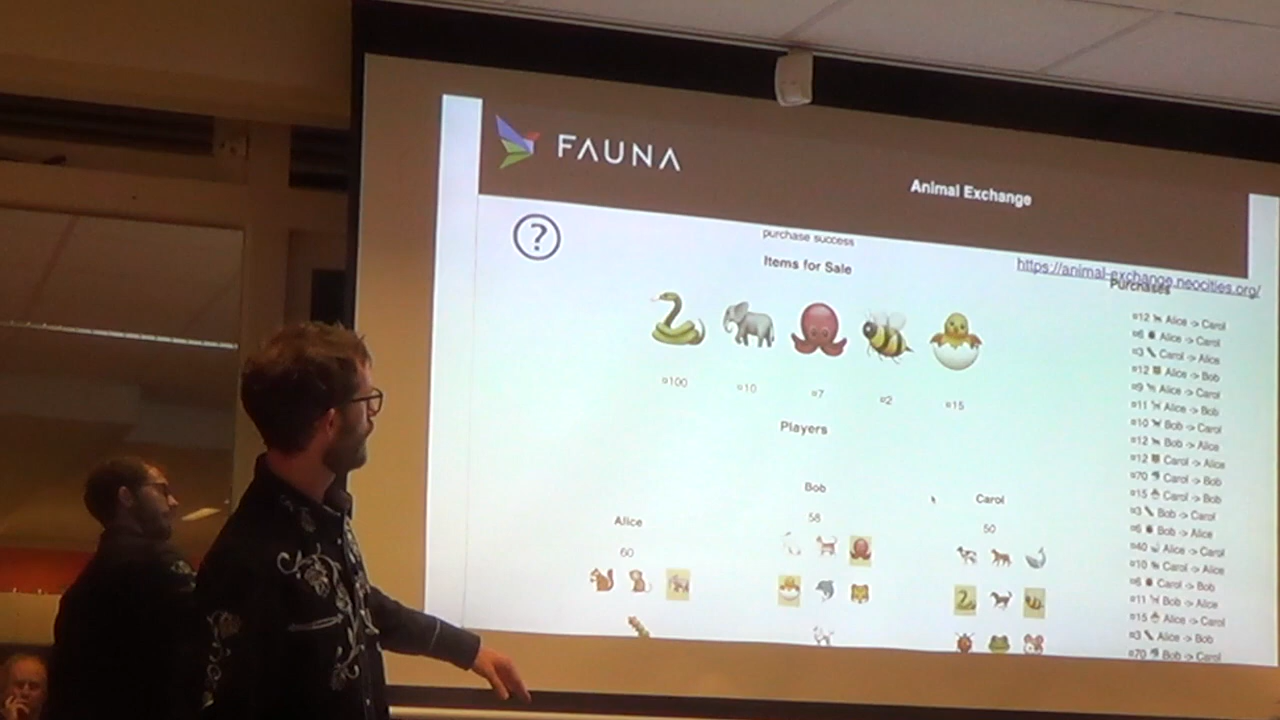 FAUNA
Animal Exchange
?
purchase success
Items for Sale
https://animal-exchange.neocities.org/
Purchases
¤100
¤10
¤7
¤2
¤15
Players
Alice
60
Bob
58
Carol
50
¤12 Alice -> Carol
¤6 Alice -> Carol
¤3 Carol -> Alice
¤12 Alice -> Bob
¤9 Alice -> Carol
¤11 Alice -> Bob
¤10 Bob -> Carol
¤12 Bob -> Alice
¤12 Carol -> Alice
¤70 Carol -> Bob
¤15 Carol -> Bob
¤3 Bob -> Carol
¤6 Bob -> Alice
¤40 Alice -> Carol
¤10 Carol -> Alice
¤6 Carol -> Bob
¤11 Bob -> Alice
¤15 Alice -> Carol
¤3 Alice -> Bob
¤70 Bob -> Carol